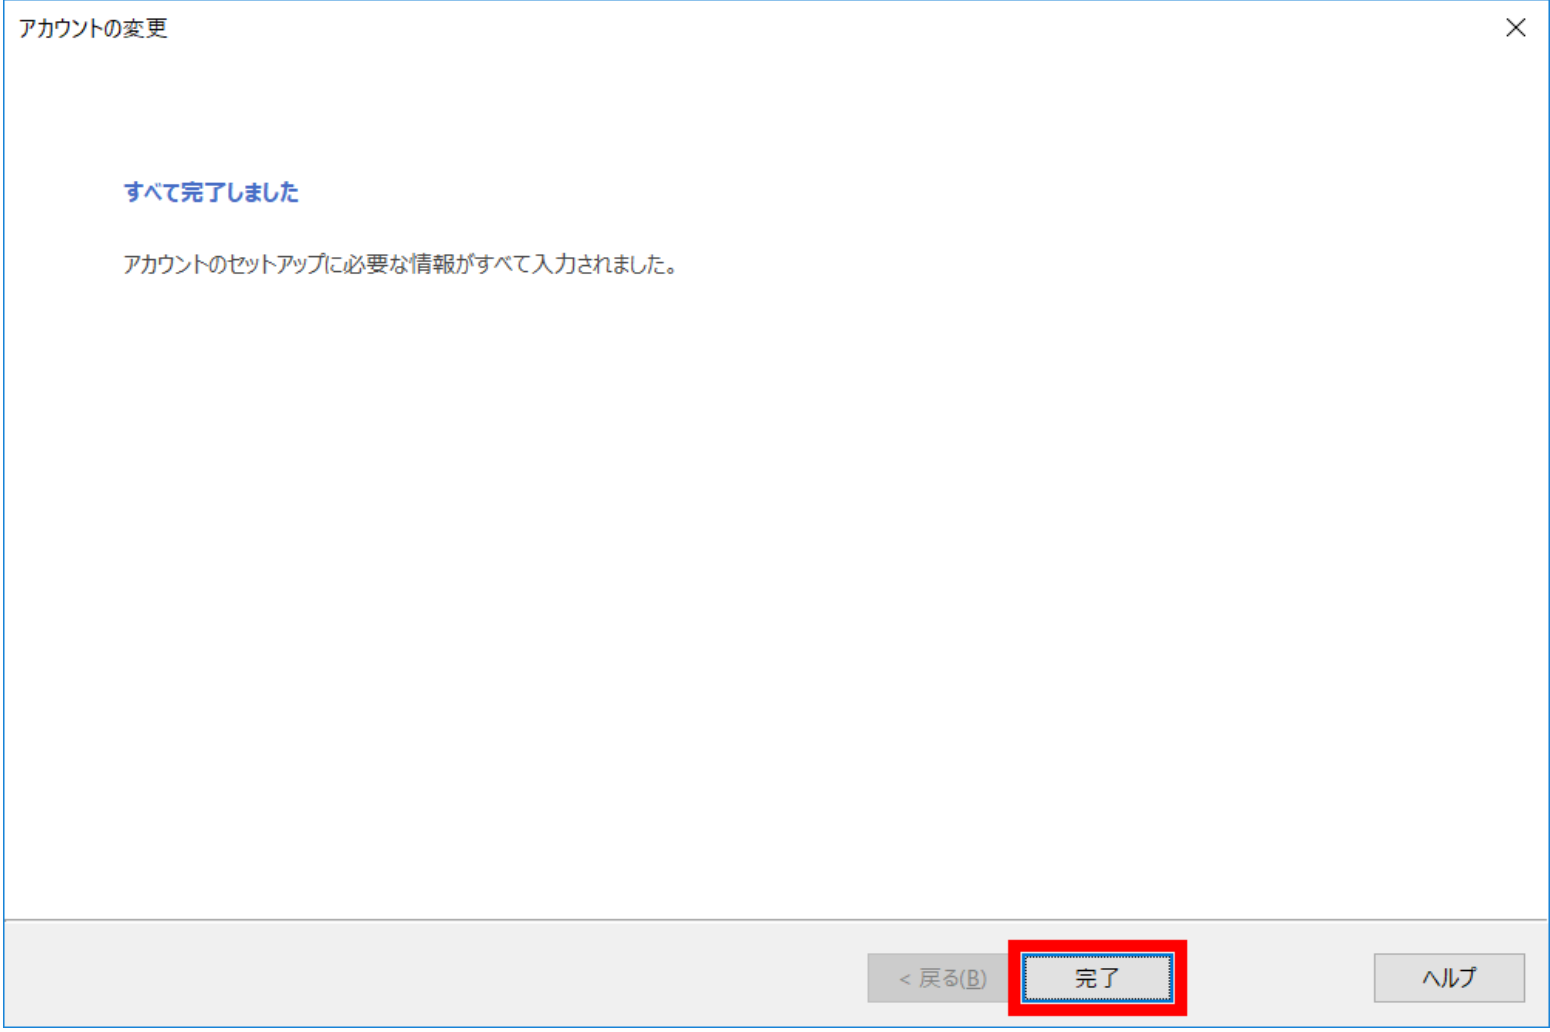 アカウントの変更
すべて完了しました
アカウントのセットアップに必要な情報がすべて入力されました。
< 戻る(B)
完了
ヘルプ